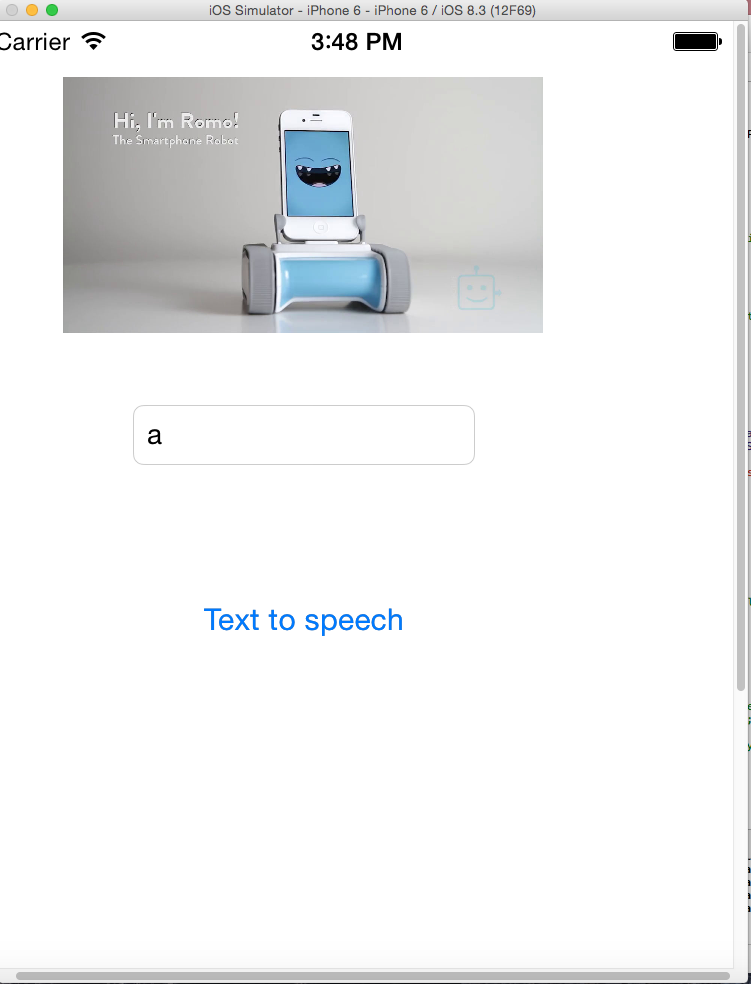 iOS Simulator - iPhone 6 - iPhone 6 / iOS 8.3 (12F69)
Carrier 3:48 PM
Hi, I'm Romo!
The Smartphone Robot
a
Text to speech